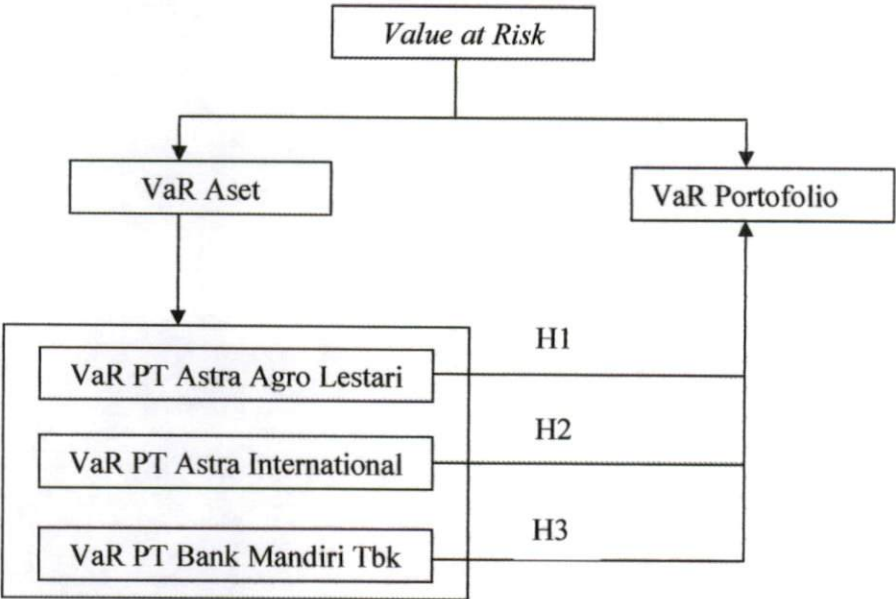 Value at Risk
VaR Aset
VaR Portofolio
H1
VaR PT Astra Agro Lestari
H2
VaR PT Astra International
H3
VaR PT Bank Mandiri Tbk